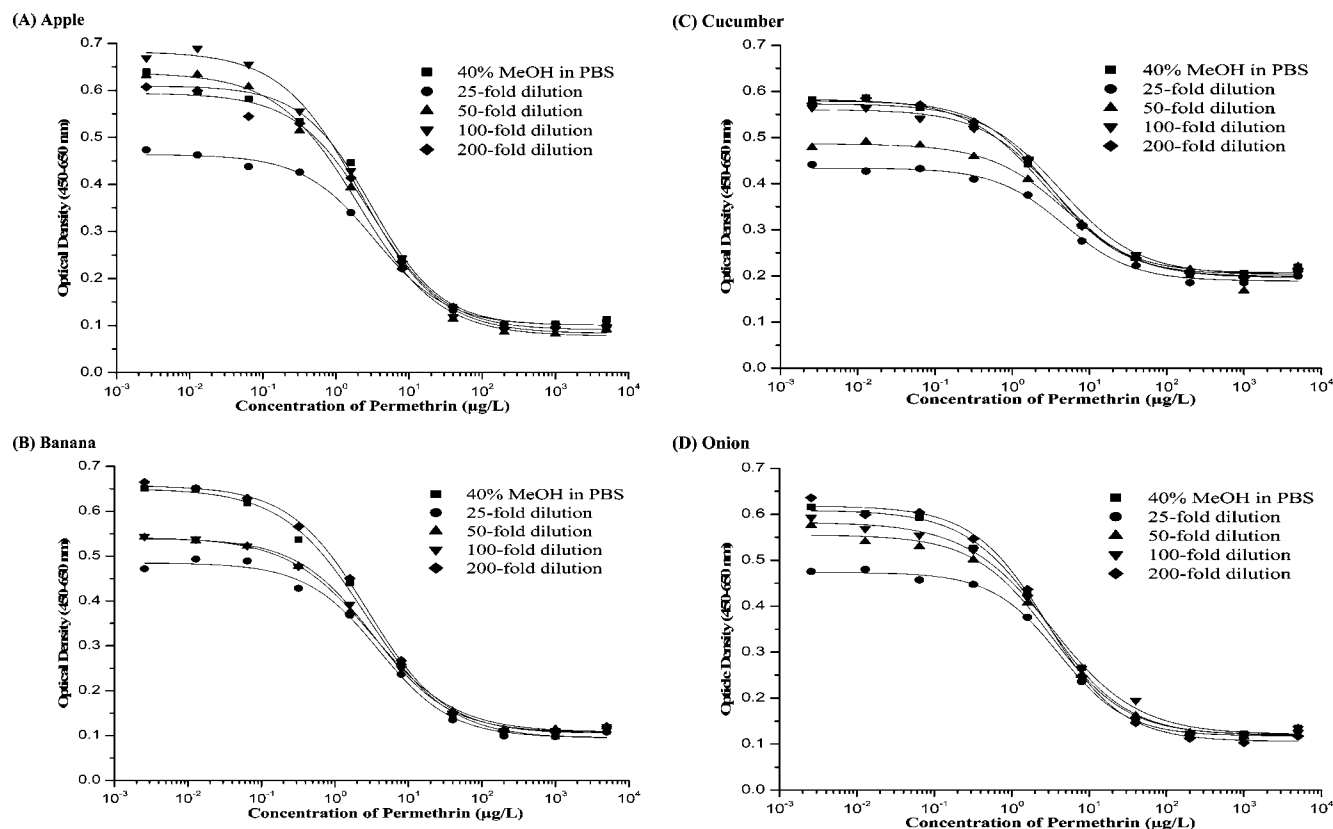 (A) Apple
0.7
0.6
0.5
0.4
0.3
0.2
0.1
0.0
Optical Density (450-650 nm)
40% MeOH in PBS
25-fold dilution
50-fold dilution
100-fold dilution
200-fold dilution
10⁻³ 10⁻² 10⁻¹ 10⁰ 10¹ 10² 10³ 10⁴
Concentration of Permethrin (µg/L)
(C) Cucumber
0.7
0.6
0.5
0.4
0.3
0.2
0.1
0.0
Optical Density (450-650 nm)
40% MeOH in PBS
25-fold dilution
50-fold dilution
100-fold dilution
200-fold dilution
10⁻³ 10⁻² 10⁻¹ 10⁰ 10¹ 10² 10³ 10⁴
Concentration of Permethrin (µg/L)
(B) Banana
0.7
0.6
0.5
0.4
0.3
0.2
0.1
0.0
Optical Density (450-650 nm)
40% MeOH in PBS
25-fold dilution
50-fold dilution
100-fold dilution
200-fold dilution
10⁻³ 10⁻² 10⁻¹ 10⁰ 10¹ 10² 10³ 10⁴
Concentration of Permethrin (µg/L)
(D) Onion
0.7
0.6
0.5
0.4
0.3
0.2
0.1
0.0
Opticlc Density (450-650 nm)
40% MeOH in PBS
25-fold dilution
50-fold dilution
100-fold dilution
200-fold dilution
10⁻³ 10⁻² 10⁻¹ 10⁰ 10¹ 10² 10³ 10⁴
Concentration of Permethrin (µg/L)